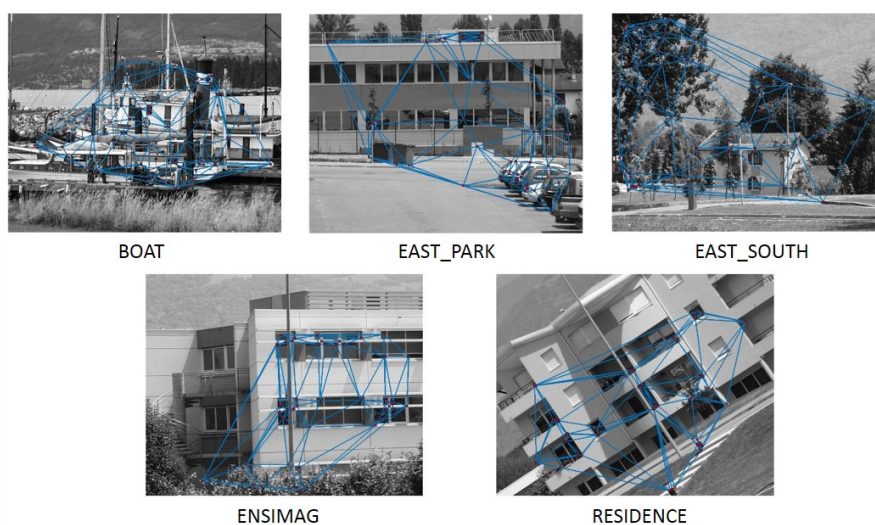 BOAT
EAST_PARK
EAST_SOUTH
ENSIMAG
RESIDENCE